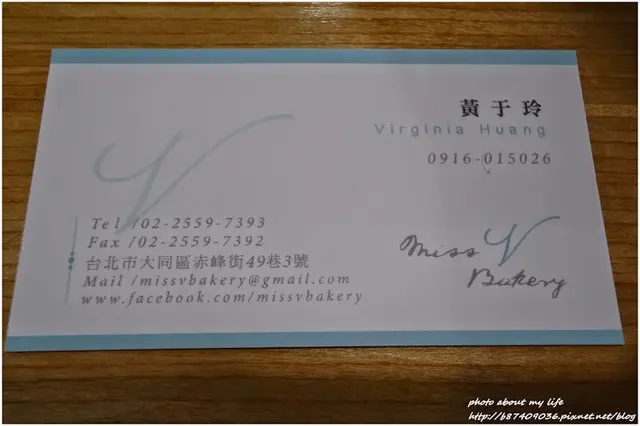 黃于玲
Virginia Huang
0916-015026
V
Tel /02-2559-7393
Fax /02-2559-7392
台北市大同區赤峰街49巷3號
Mail /missvbakery@gmail.com
www.facebook.com/missvbakery
Miss V
Bakery
photo about my life
http://b87409036.pixnet.net/blog